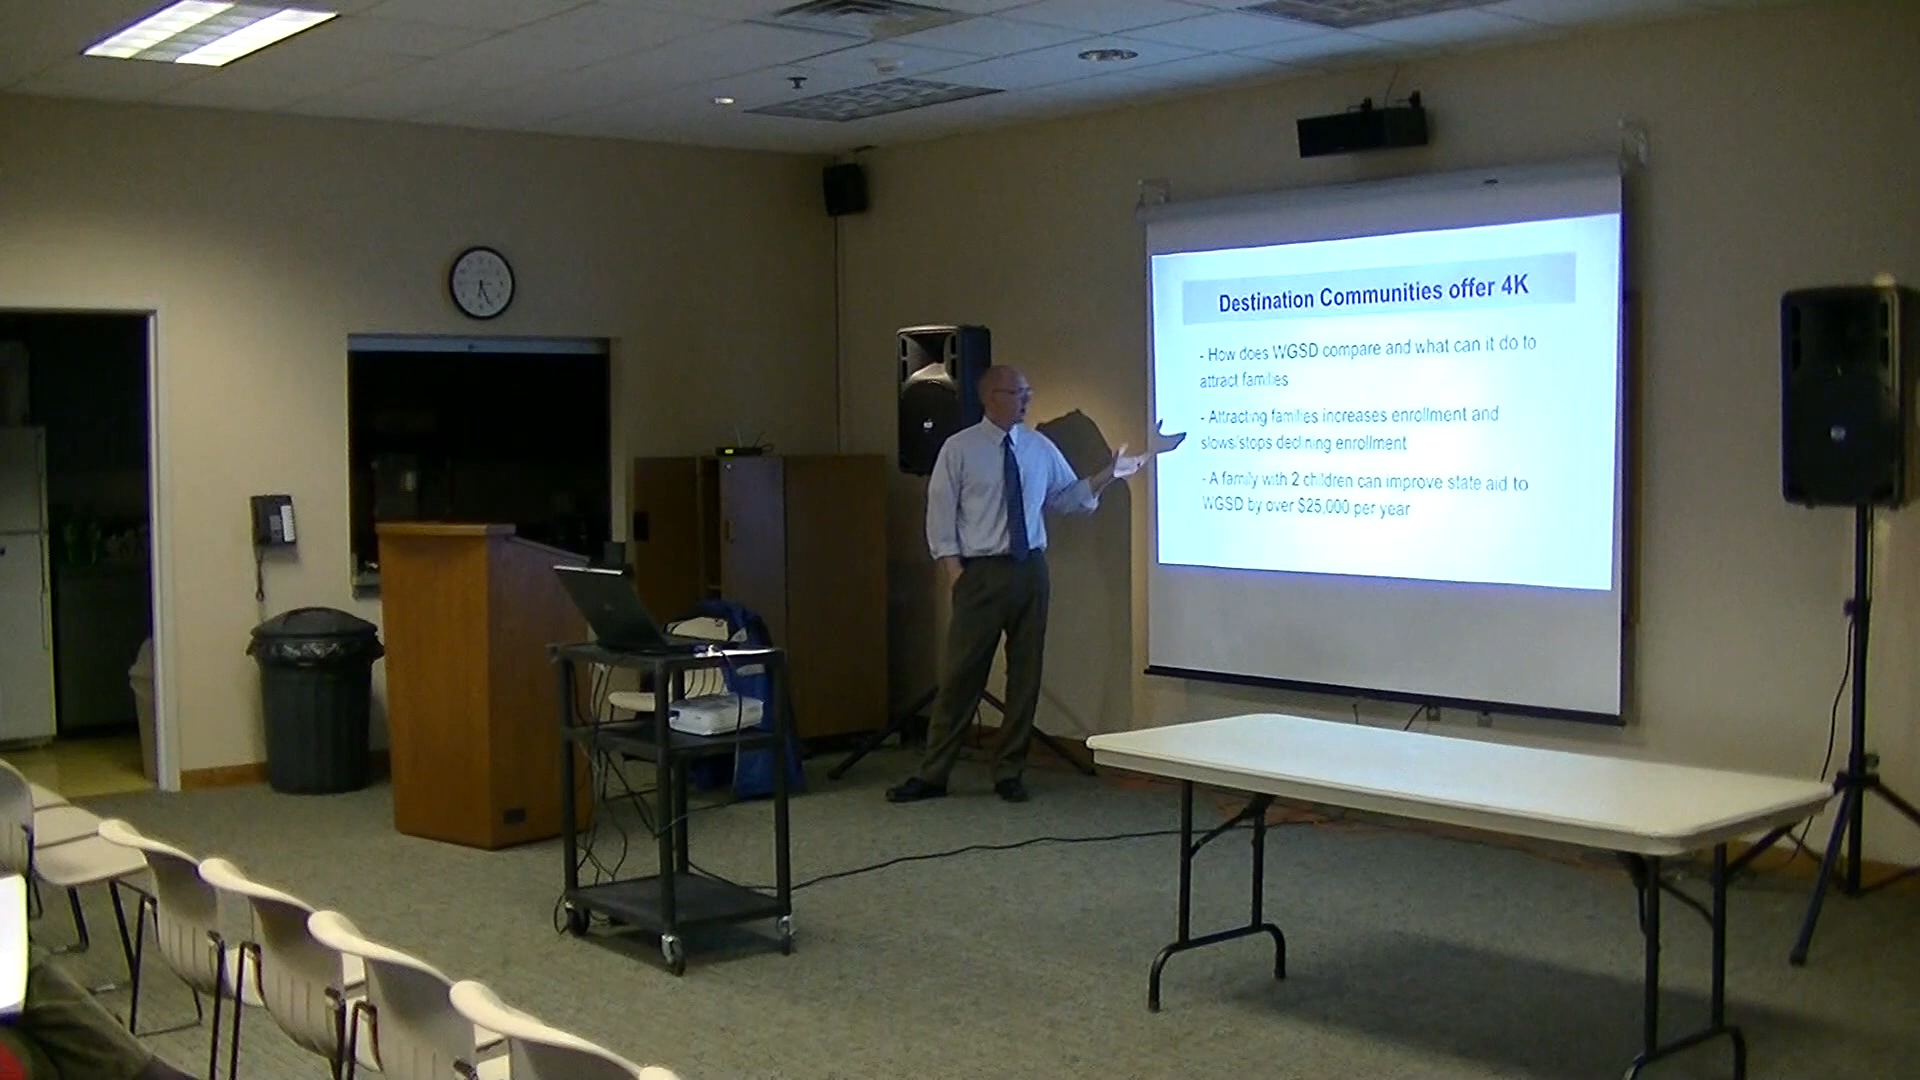 Destination Communities offer 4K
- How does WGSD compare and what can it do to
attract families
- Attracting families increases enrollment and
slows/stops declining enrollment
- A family with 2 children can improve state aid to
WGSD by over $25,000 per year